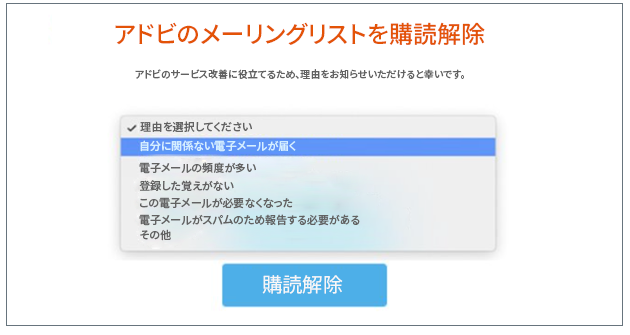 アドビのメーリングリストを購読解除
アドビのサービス改善に役立てるため、理由をお知らせいただけると幸いです。
理由を選択してください
自分に関係ない電子メールが届く
電子メールの頻度が多い
登録した覚えがない
この電子メールが必要なくなった
電子メールがスパムのため報告する必要がある
その他
購読解除